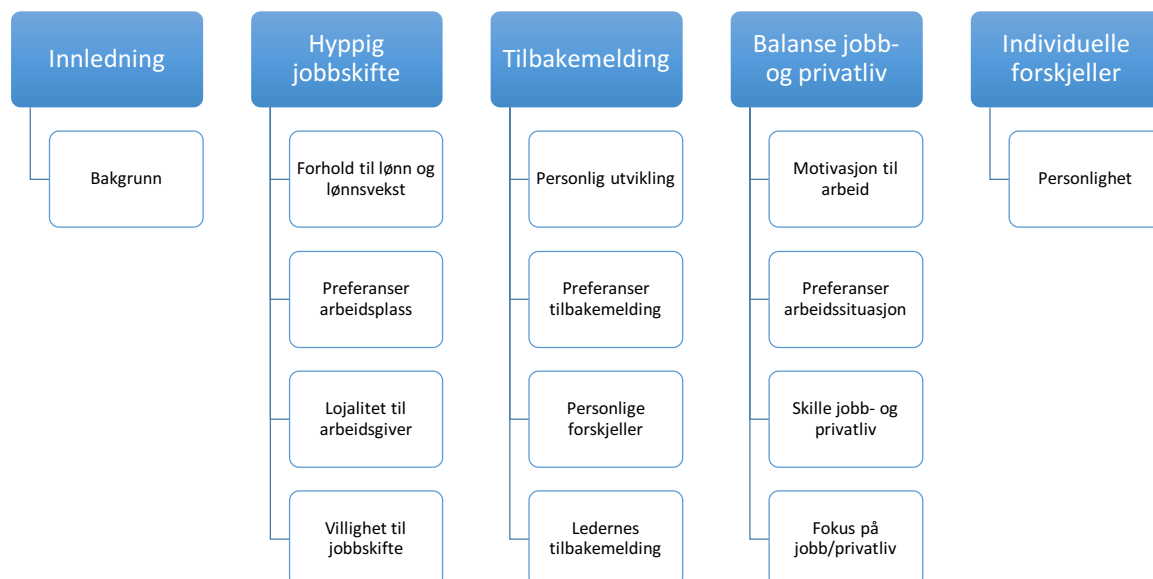 Innledning
Bakgrunn
Hyppig
jobbskifte
Forhold til lønn og
lønnsvekst
Preferanser
arbeidsplass
Lojalitet til
arbeidsgiver
Villighet til
jobbskifte
Tilbakemelding
Personlig utvikling
Preferanser
tilbakemelding
Personlige
forskjeller
Ledernes
tilbakemelding
Balanse jobb-
og privatliv
Motivasjon til
arbeid
Preferanser
arbeidssituasjon
Skille jobb- og
privatliv
Fokus på
jobb/privatliv
Individuelle
forskjeller
Personlighet